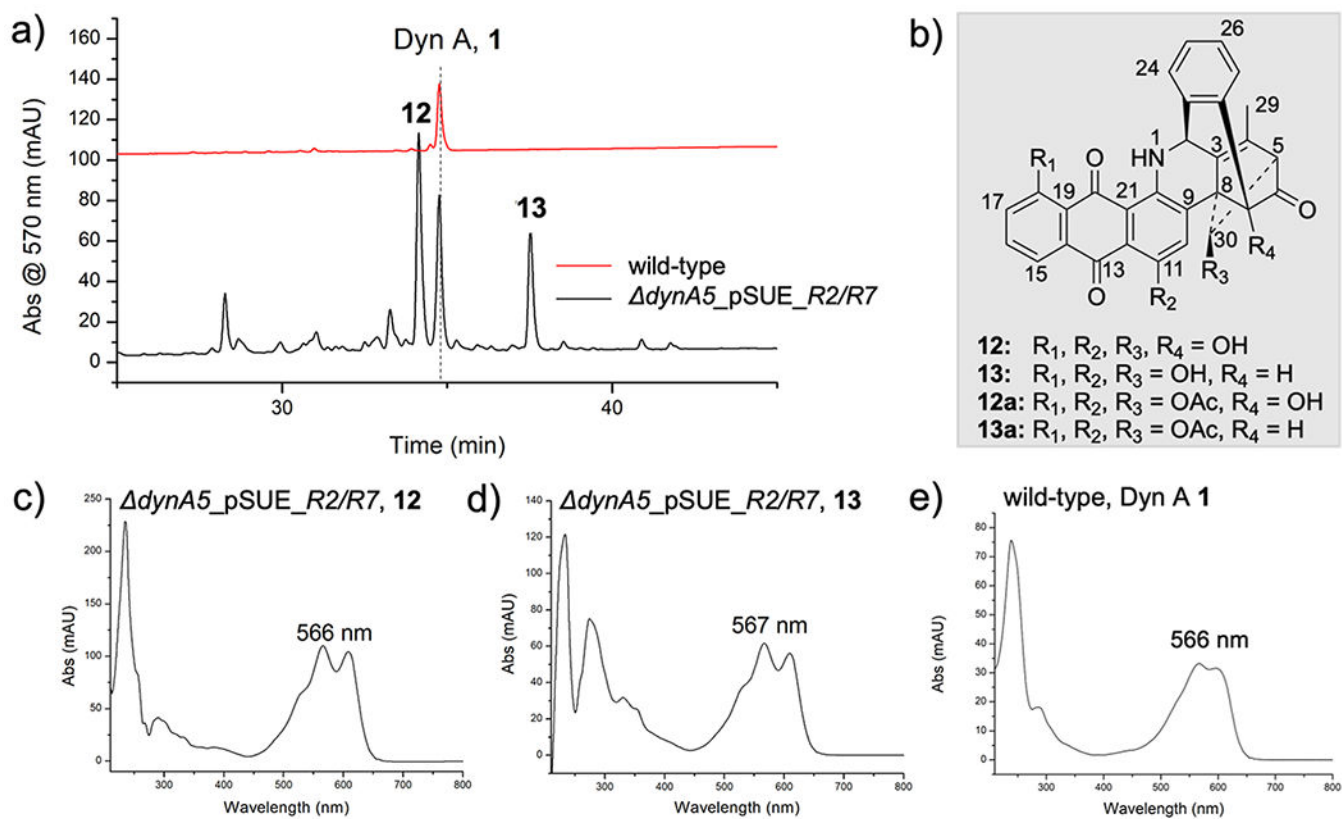 a)
Dyn A, 1
12
13
wild-type
ΔdynA5_pSUE_R2/R7
Abs @ 570 nm (mAU)
160
140
120
100
80
60
40
20
0
30
40
Time (min)
b)
26
24
29
1
3
5
HN
R1
O
17
19
21
9
8
O
30
R4
R3
15
13
11
O
R2
12: R1, R2, R3, R4 = OH
13: R1, R2, R3 = OH, R4 = H
12a: R1, R2, R3 = OAc, R4 = OH
13a: R1, R2, R3 = OAc, R4 = H
c)
ΔdynA5_pSUE_R2/R7, 12
566 nm
Abs (mAU)
250
200
150
100
50
0
300
400
500
600
700
800
Wavelength (nm)
d)
ΔdynA5_pSUE_R2/R7, 13
567 nm
Abs (mAU)
140
120
100
80
60
40
20
0
300
400
500
600
700
800
Wavelength (nm)
e)
wild-type, Dyn A 1
566 nm
Abs (mAU)
80
60
40
20
0
300
400
500
600
700
800
Wavelength (nm)